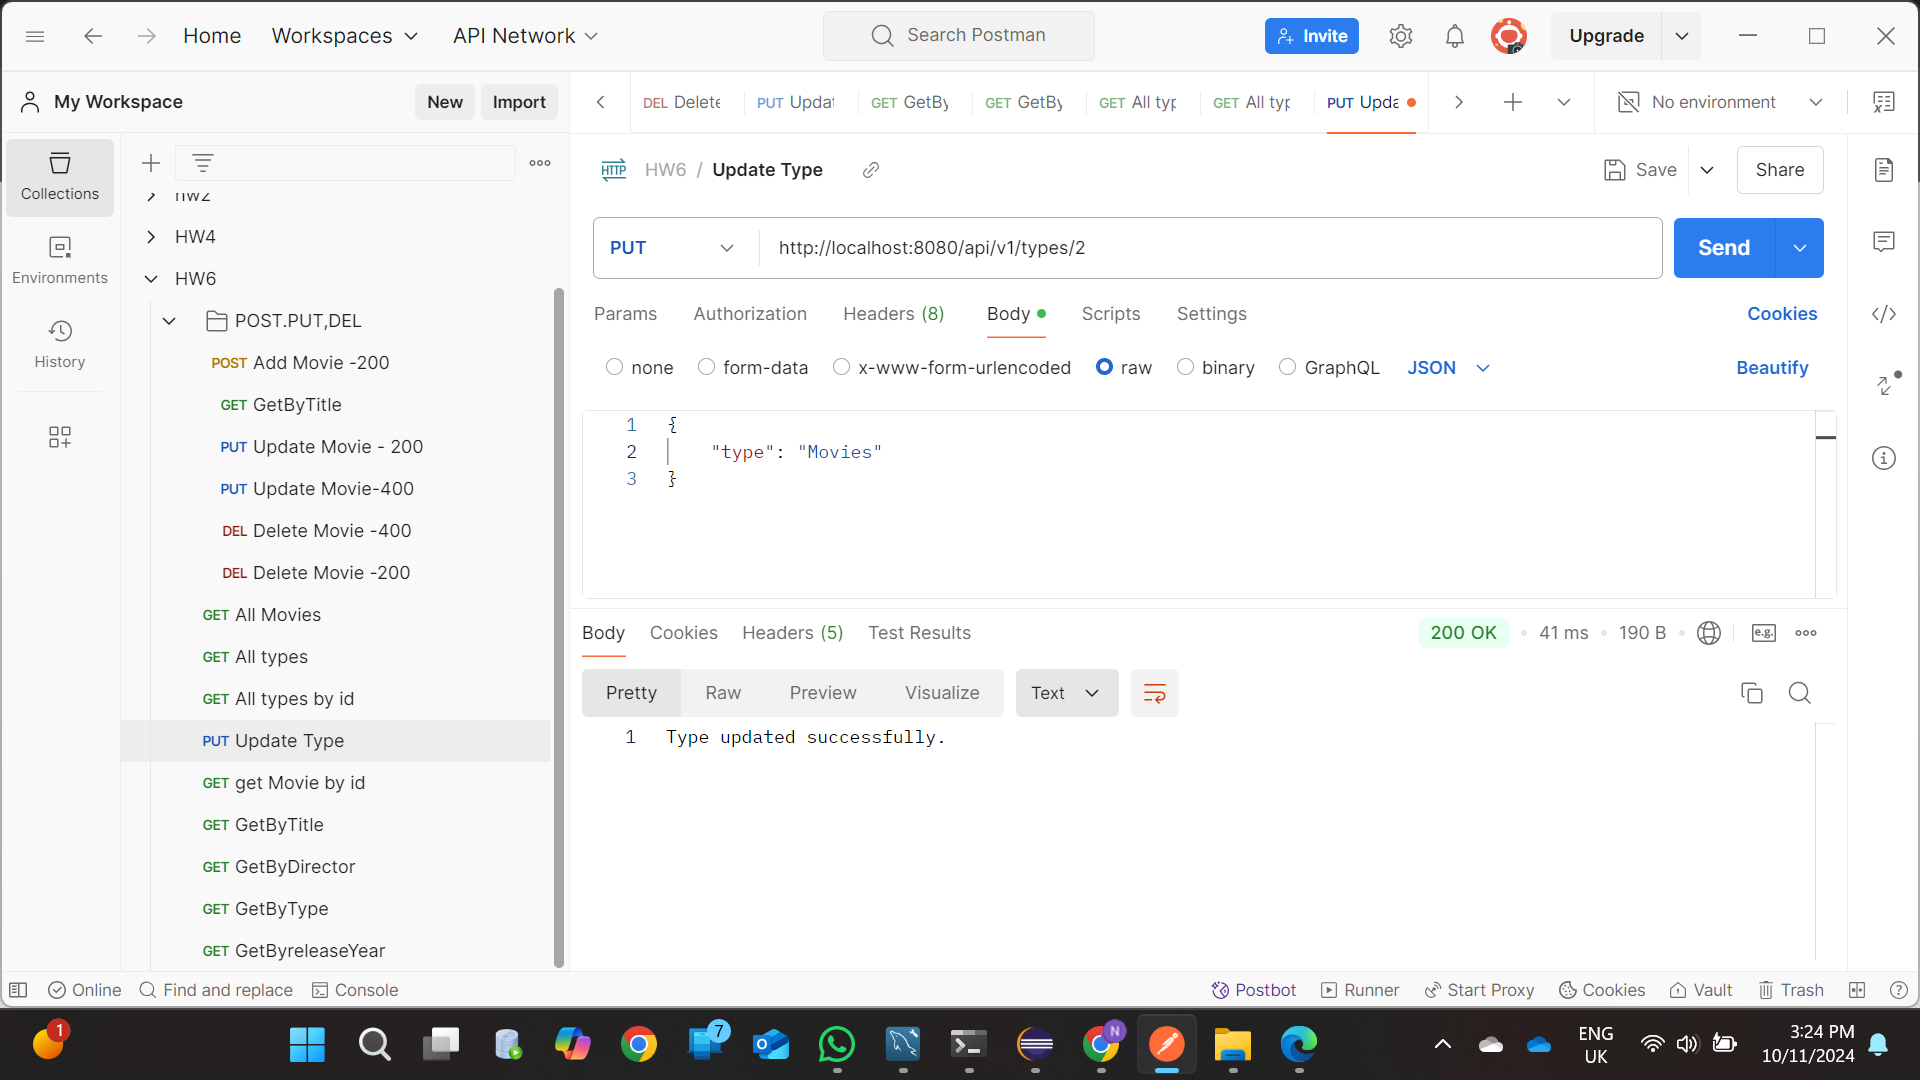 Home Workspaces API Network Search Postman Invite Upgrade
My Workspace New Import
DEL Delete PUT Updat GET GetBy GET GetBy GET All typ GET All typ PUT Upda No environment
Collections
Environments
History
hw2
HW4
HW6
POST.PUT,DEL
POST Add Movie -200
GET GetByTitle
PUT Update Movie - 200
PUT Update Movie-400
DEL Delete Movie -400
DEL Delete Movie -200
GET All Movies
GET All types
GET All types by id
PUT Update Type
GET get Movie by id
GET GetByTitle
GET GetByDirector
GET GetByType
GET GetByreleaseYear
HTTP HW6 / Update Type Save Share
PUT http://localhost:8080/api/v1/types/2 Send
Params Authorization Headers (8) Body Scripts Settings Cookies
none form-data x-www-form-urlencoded raw binary GraphQL JSON Beautify
1 {
2 "type": "Movies"
3 }
Body Cookies Headers (5) Test Results 200 OK 41 ms 190 B e.g.
Pretty Raw Preview Visualize Text
1 Type updated successfully.
Online Find and replace Console Postbot Runner Start Proxy Cookies Vault Trash
1 7 N ENG 3:24 PM
UK 10/11/2024